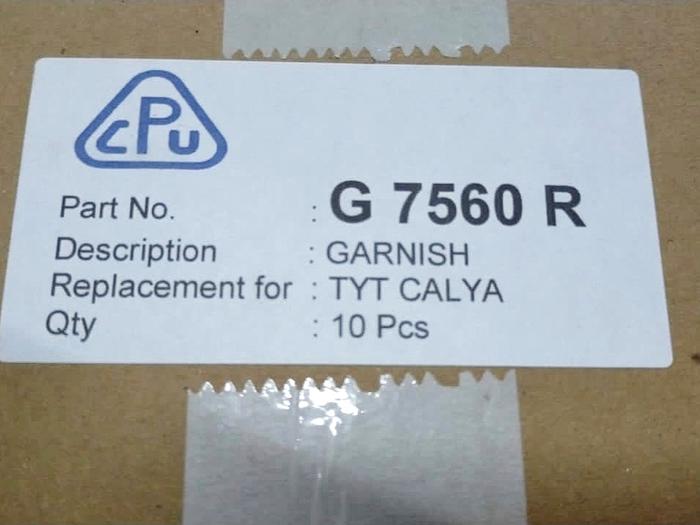 CPU
Part No. : G 7560 R
Description : GARNISH
Replacement for : TYT CALYA
Qty : 10 Pcs